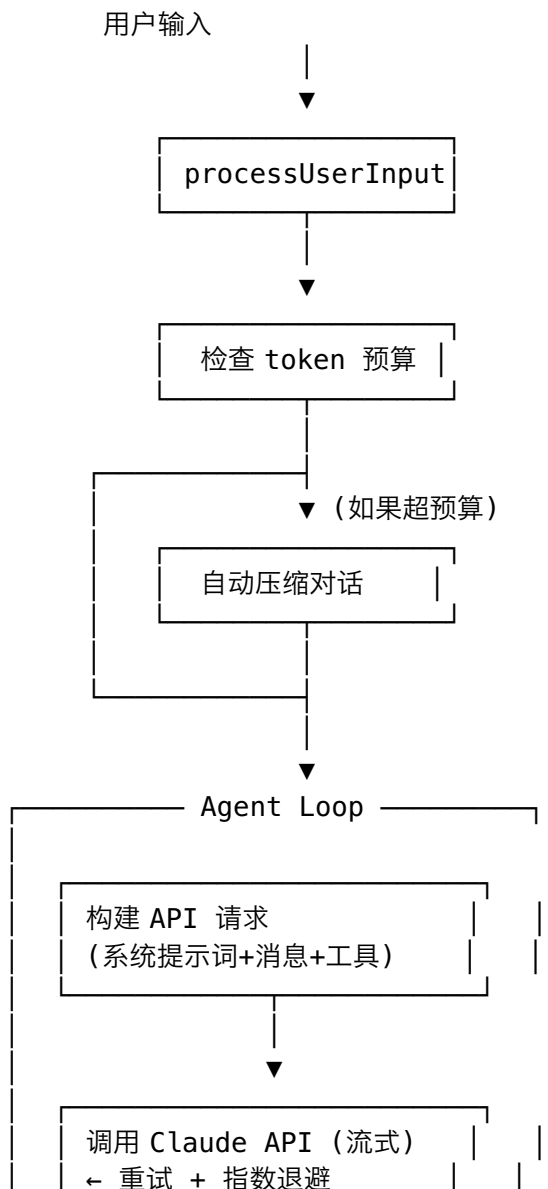 用户输入
processUserInput
检查 token 预算
(如果超预算)
自动压缩对话
Agent Loop
构建 API 请求
(系统提示词+消息+工具)
调用 Claude API (流式)
← 重试 + 指数退避